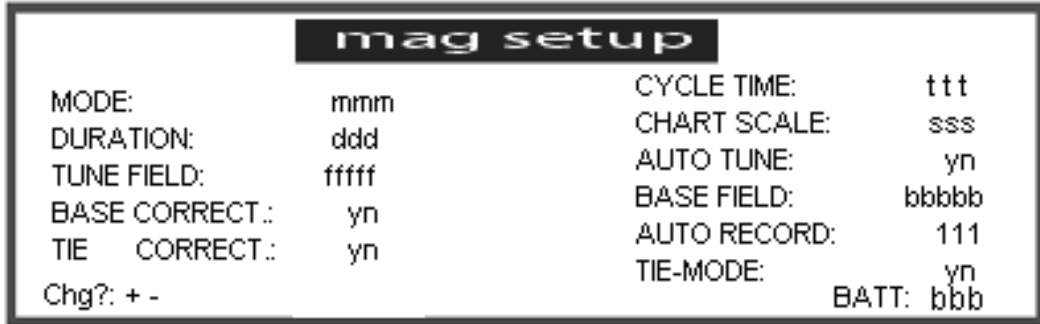 mag setup
MODE: mmm
DURATION: ddd
TUNE FIELD: fffff
BASE CORRECT.: yn
TIE CORRECT.: yn
Chg?: + -
CYCLE TIME: ttt
CHART SCALE: sss
AUTO TUNE: yn
BASE FIELD: bbbbb
AUTO RECORD: 111
TIE-MODE: yn
BATT: bbb